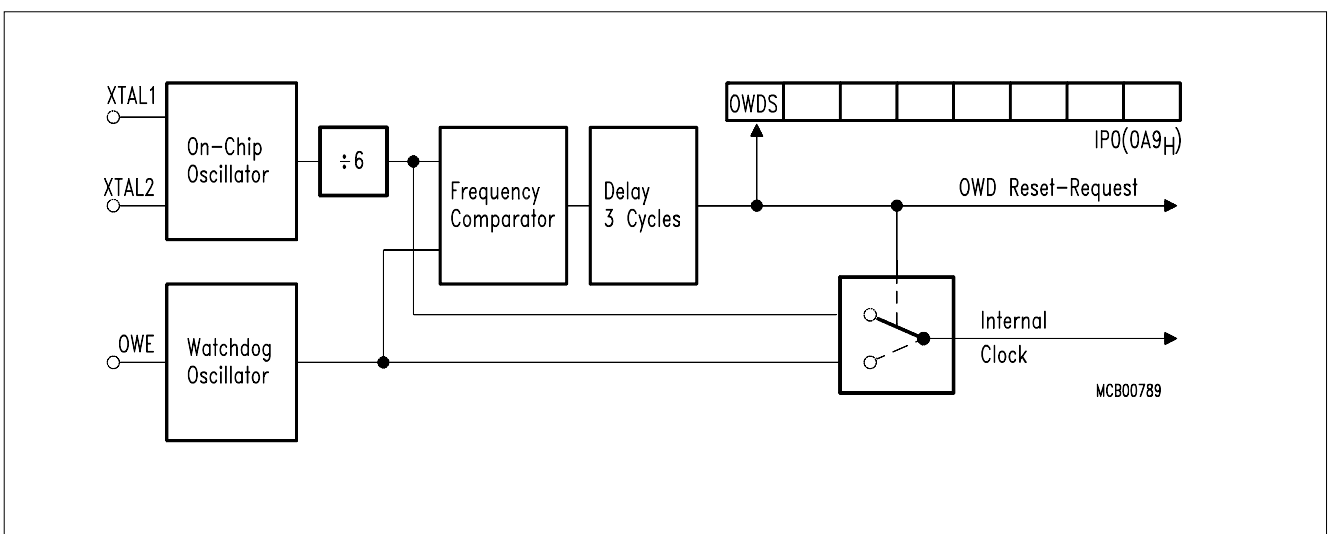 XTAL1
XTAL2
On-Chip
Oscillator
÷6
Frequency
Comparator
Delay
3 Cycles
OWDS
IP0(0A9H)
OWD Reset-Request
OWE
Watchdog
Oscillator
Internal
Clock
MCB00789